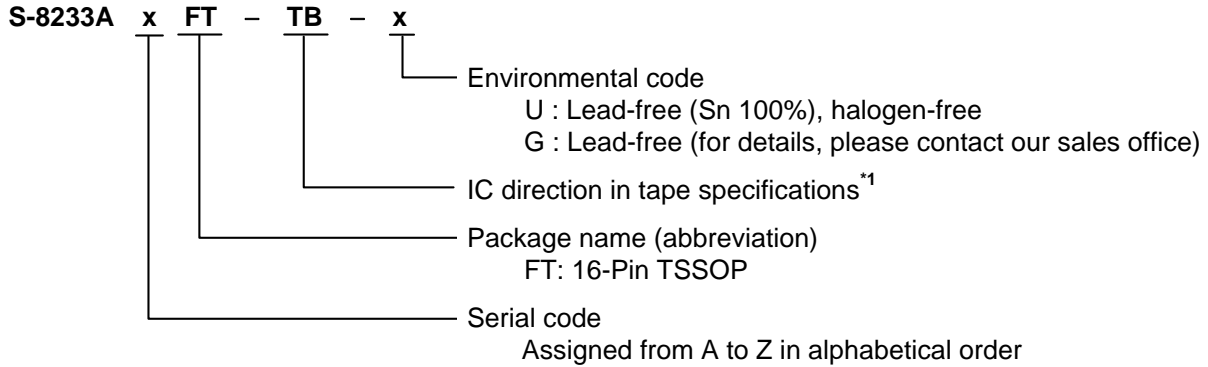 S-8233A x FT – TB – x
Environmental code
U : Lead-free (Sn 100%), halogen-free
G : Lead-free (for details, please contact our sales office)
IC direction in tape specifications*1
Package name (abbreviation)
FT: 16-Pin TSSOP
Serial code
Assigned from A to Z in alphabetical order